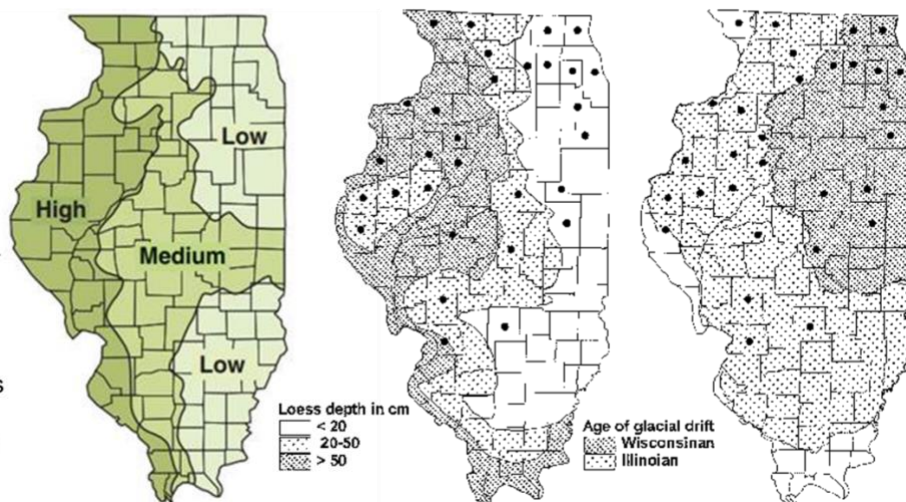 Low
High
Medium
Low
s
Loess depth in cm
< 20
20-50
> 50
Age of glacial drift
Wisconsinan
Illinoian